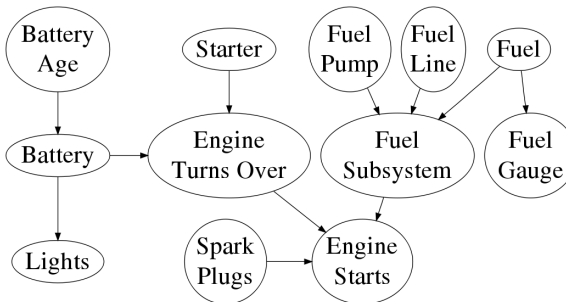 Battery
Age
Starter
Fuel
Pump
Fuel
Line
Fuel
Battery
Engine
Turns Over
Fuel
Subsystem
Fuel
Gauge
Lights
Spark
Plugs
Engine
Starts